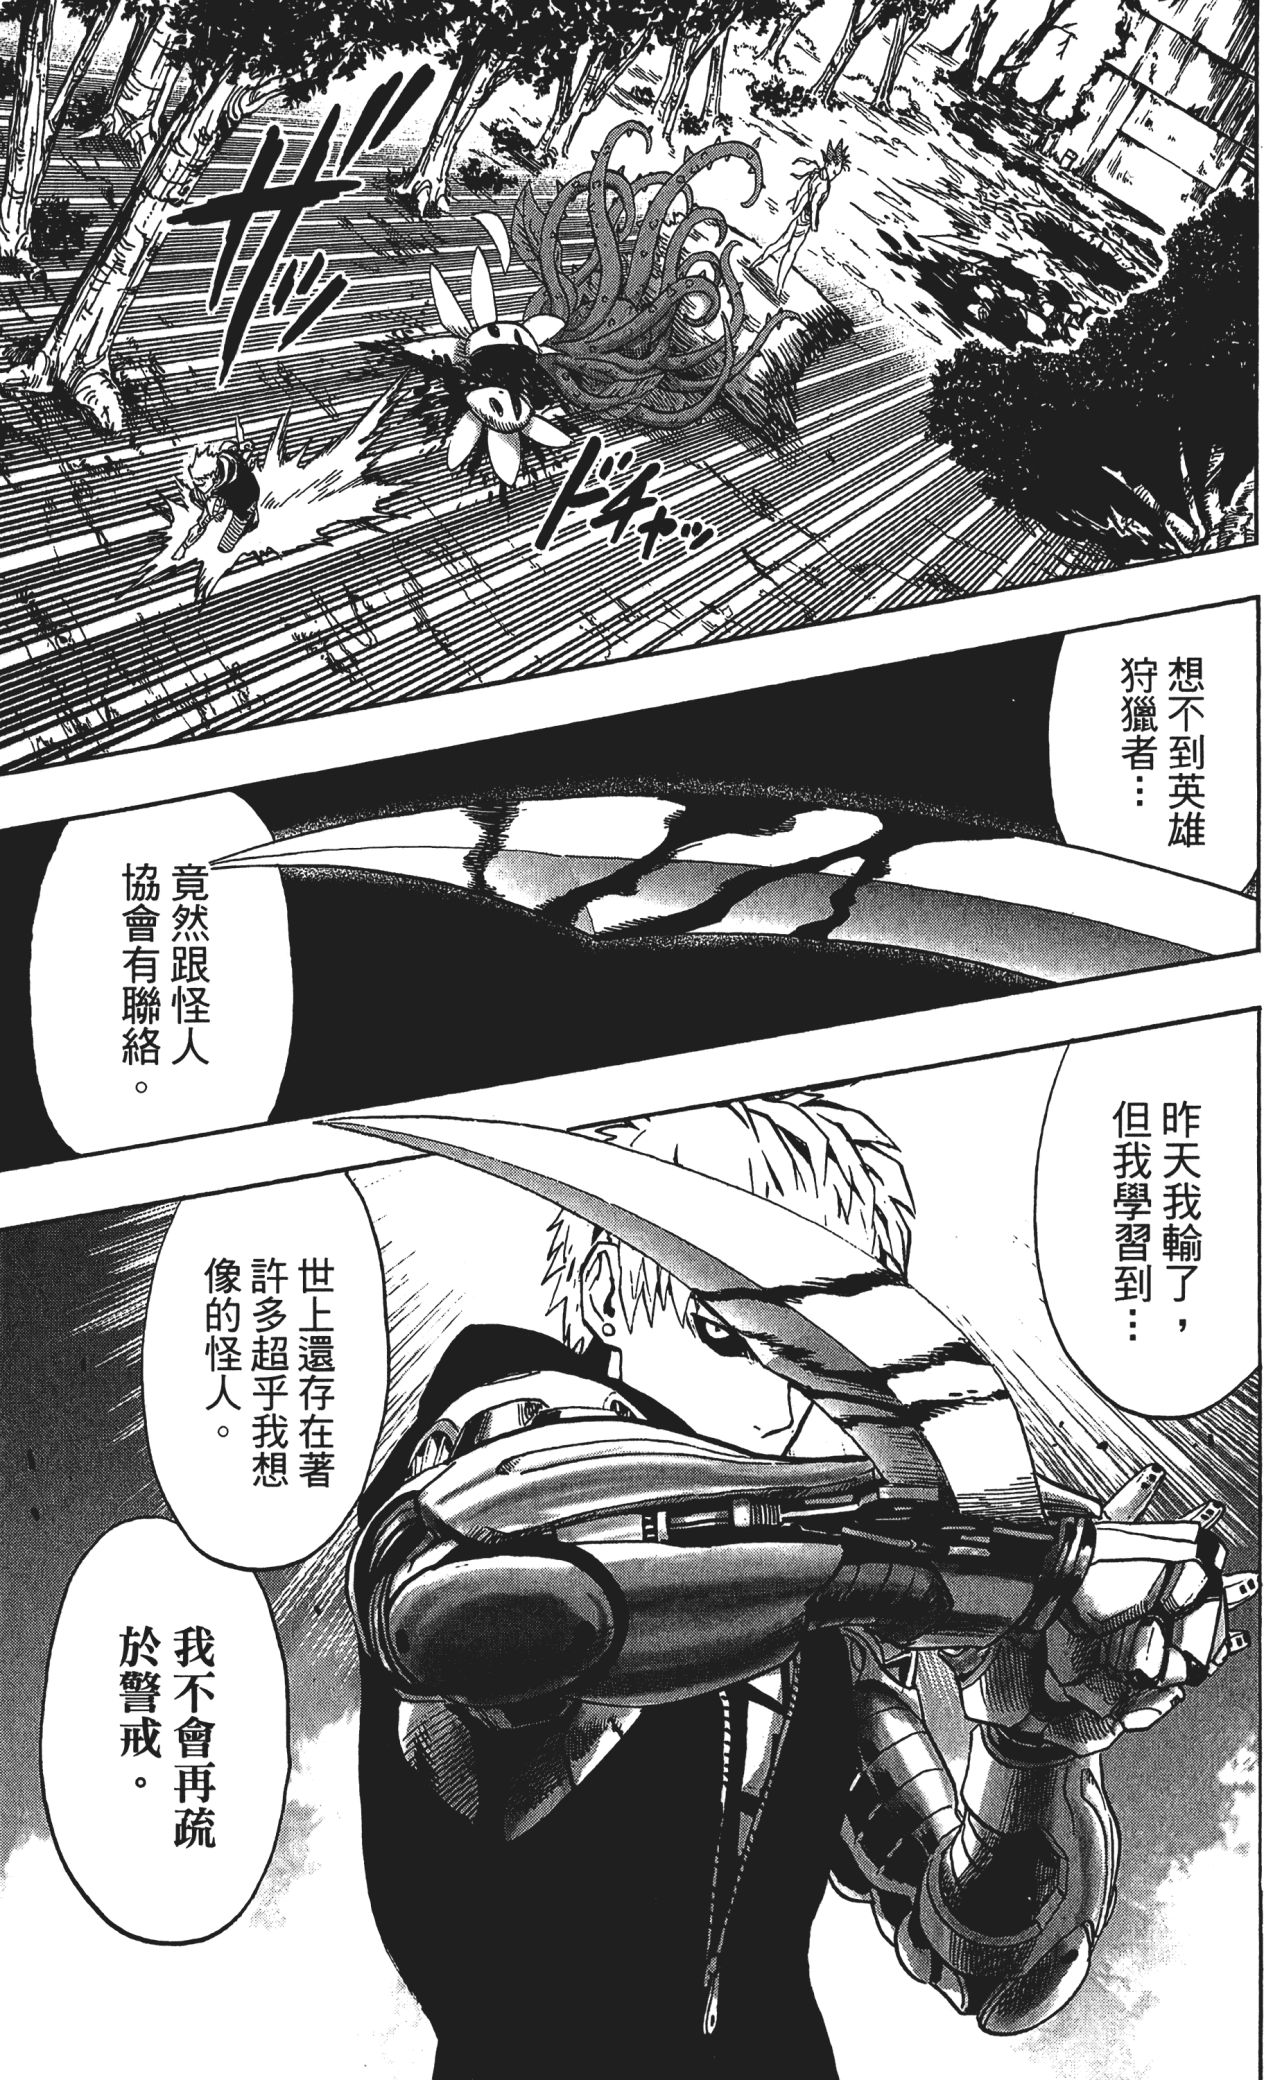 ザッ
ドチャッ
想不到英雄
狩獵者…
竟然跟怪人
協會有聯絡。
昨天我輸了，
但我學習到…
世上還存在著
許多超乎我想
像的怪人。
我不會再疏
於警戒。